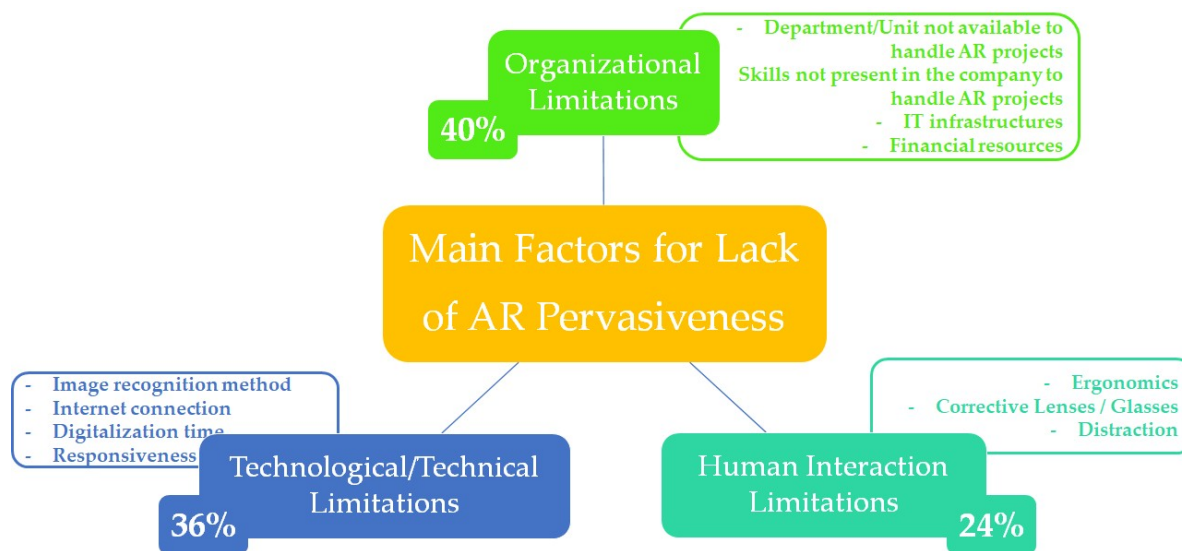 Organizational
Limitations
40%
- Department/Unit not available to
handle AR projects
Skills not present in the company to
handle AR projects
- IT infrastructures
- Financial resources
Main Factors for Lack
of AR Pervasiveness
- Image recognition method
- Internet connection
- Digitalization time
- Responsiveness
Technological/Technical
Limitations
36%
- Ergonomics
- Corrective Lenses / Glasses
- Distraction
Human Interaction
Limitations
24%